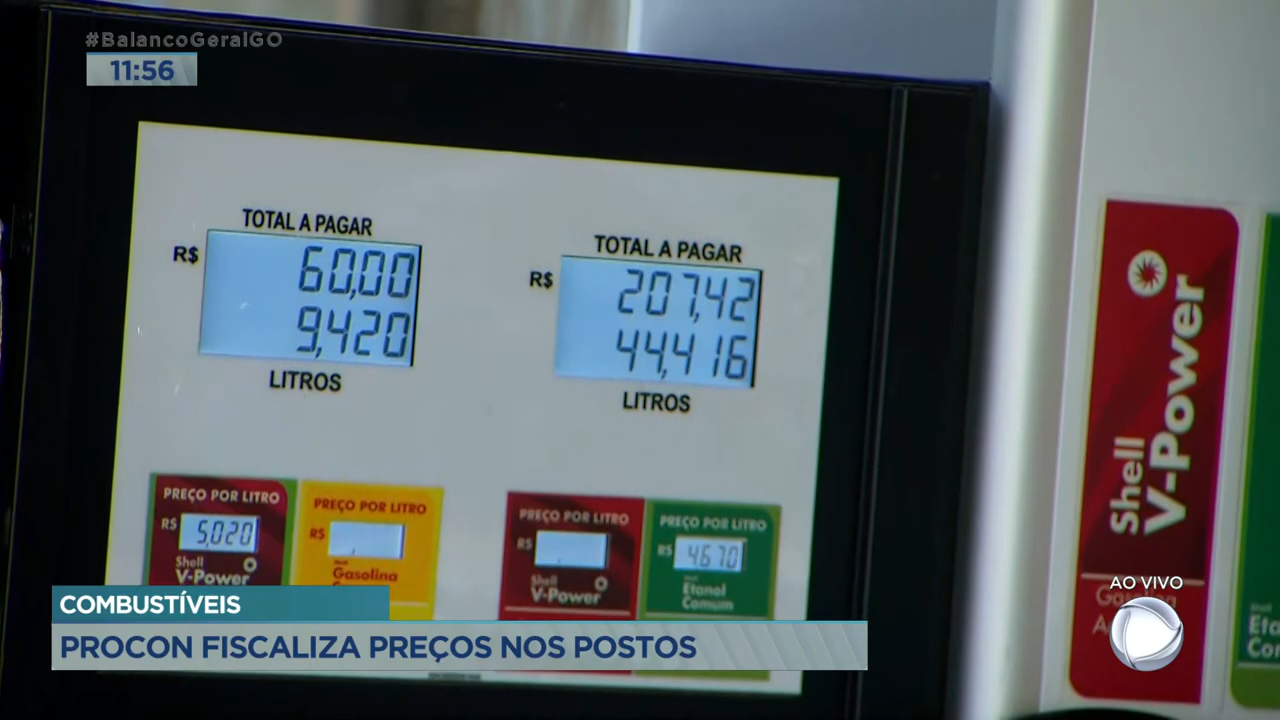 #BalancoGeralGO
11:56
TOTAL A PAGAR
R$ 60,00
9,420
LITROS
TOTAL A PAGAR
R$ 207,42
44,416
LITROS
PREÇO POR LITRO
R$ 5,020
Shell
V-Power
PREÇO POR LITRO
R$
Gasolina
PREÇO POR LITRO
R$
Shell
V-Power
PREÇO POR LITRO
R$ 4,670
Etanol
Comum
Shell
V-Power
AO VIVO
COMBUSTÍVEIS
PROCON FISCALIZA PREÇOS NOS POSTOS